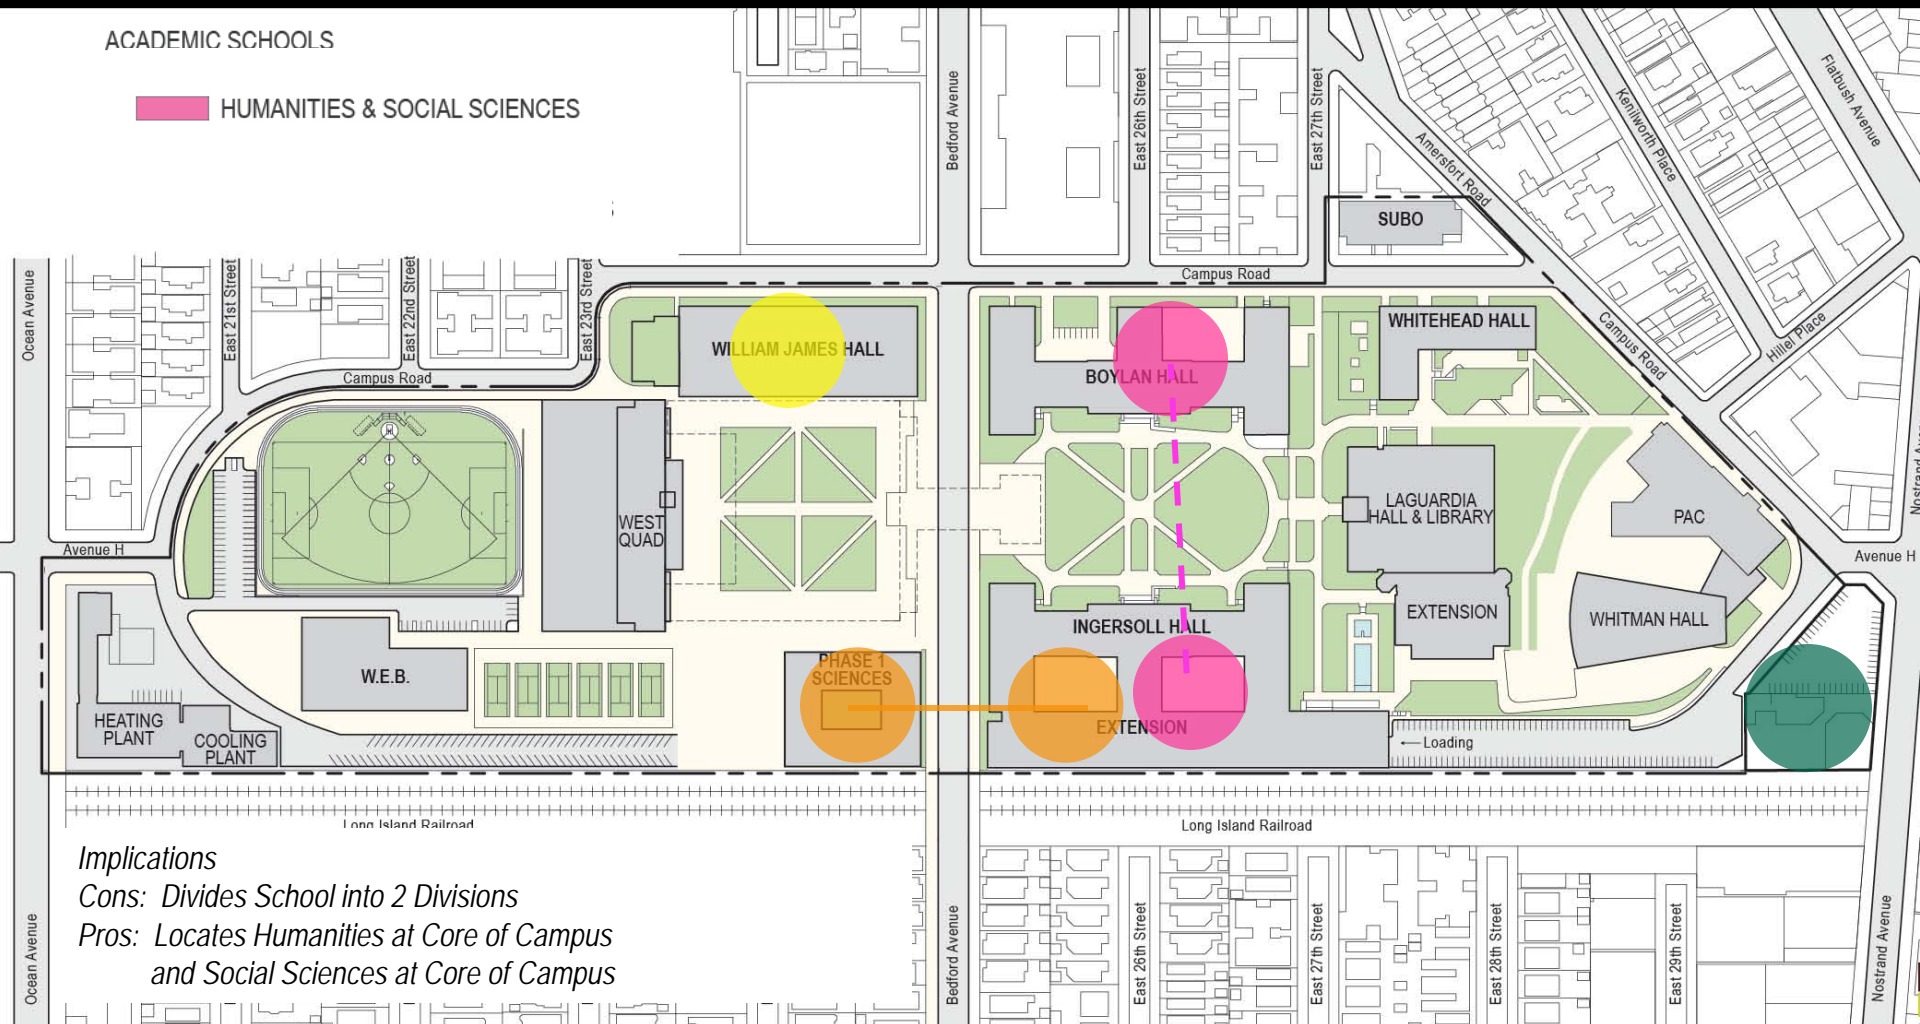 ACADEMIC SCHOOLS
HUMANITIES & SOCIAL SCIENCES
Bedford Avenue
East 26th Street
East 27th Street
Amersfort Road
Kenilworth Place
Flatbush Avenue
SUBO
Campus Road
Ocean Avenue
East 21st Street
East 22nd Street
East 23rd Street
Campus Road
WILLIAM JAMES HALL
BOYLAN HALL
WHITEHEAD HALL
Campus Road
Hillel Place
WEST
QUAD
LAGUARDIA
HALL & LIBRARY
PAC
Avenue H
Avenue H
EXTENSION
WHITMAN HALL
INGERSOLL HALL
PHASE 1
SCIENCES
W.E.B.
HEATING
PLANT
COOLING
PLANT
EXTENSION
←Loading
Long Island Railroad
Long Island Railroad
Implications
Cons: Divides School into 2 Divisions
Pros: Locates Humanities at Core of Campus
and Social Sciences at Core of Campus
Ocean Avenue
Bedford Avenue
East 26th Street
East 27th Street
East 28th Street
East 29th Street
Nostrand Avenue